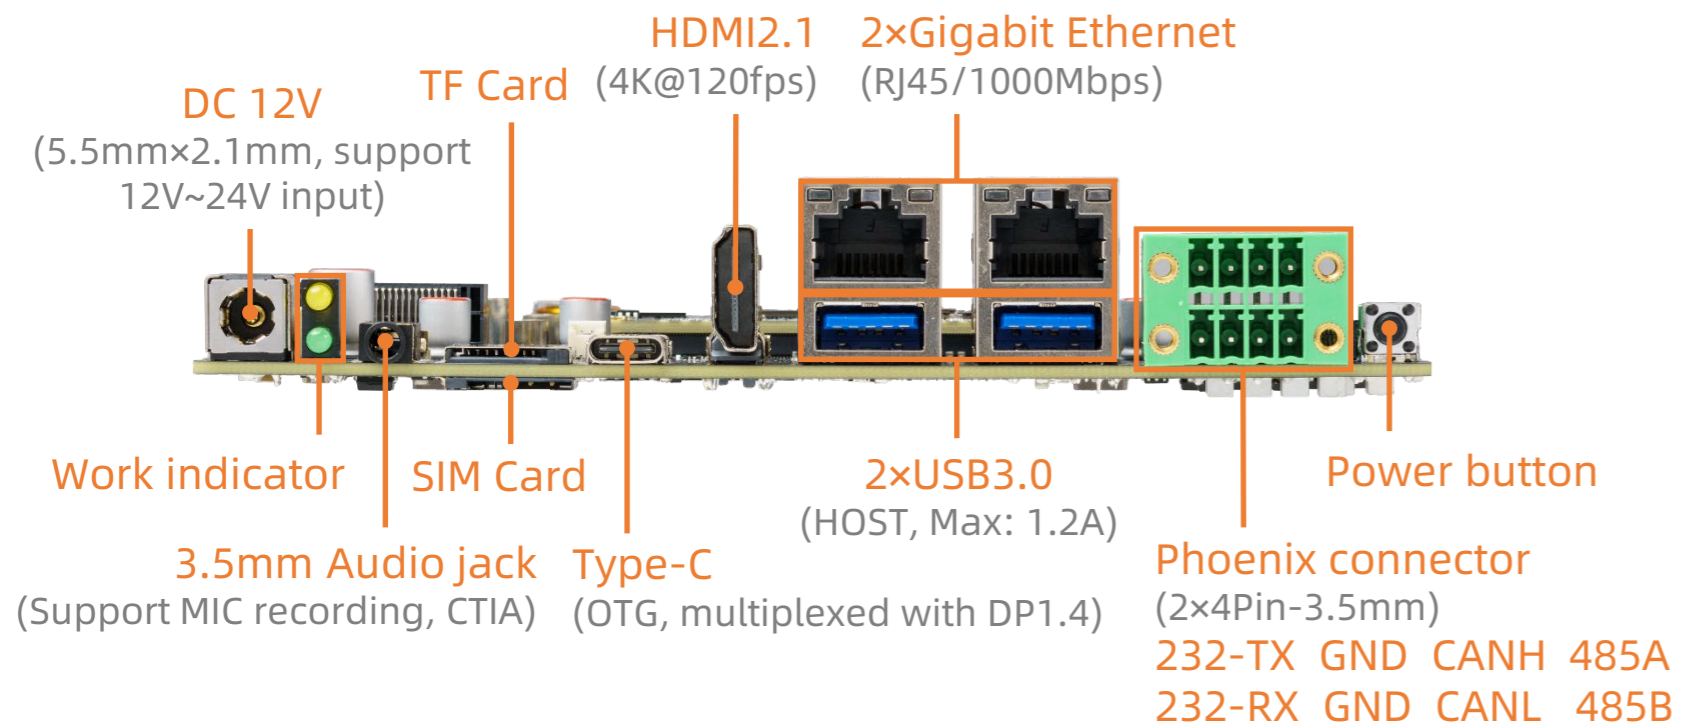 HDMI2.1
(4K@120fps)
2×Gigabit Ethernet
(RJ45/1000Mbps)
TF Card
DC 12V
(5.5mm×2.1mm, support
12V~24V input)
Work indicator
SIM Card
2×USB3.0
(HOST, Max: 1.2A)
Power button
3.5mm Audio jack
(Support MIC recording, CTIA)
Type-C
(OTG, multiplexed with DP1.4)
Phoenix connector
(2×4Pin-3.5mm)
232-TX GND CANH 485A
232-RX GND CANL 485B